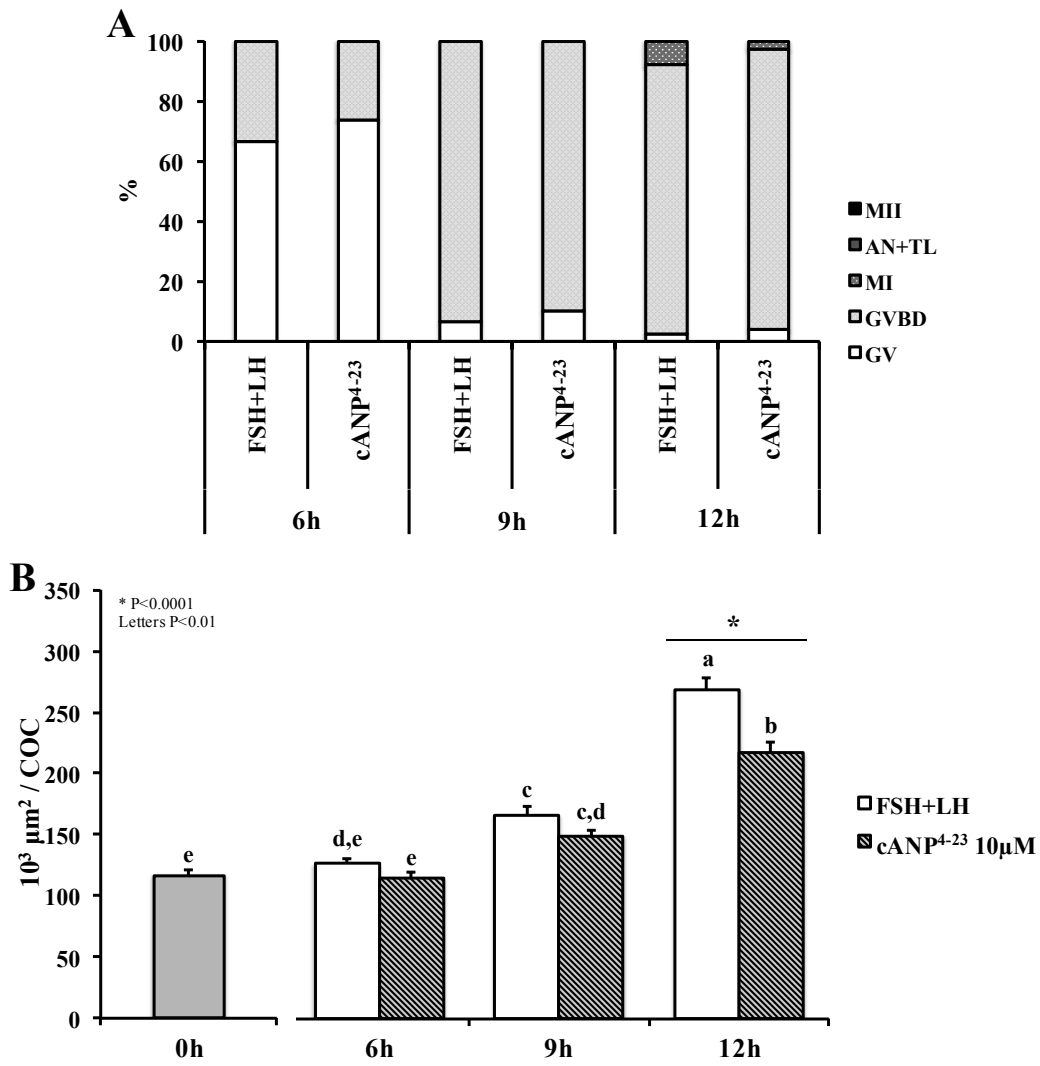 A
100
80
60
40
20
0
%
FSH+LH
cANP⁴⁻²³
FSH+LH
cANP⁴⁻²³
FSH+LH
cANP⁴⁻²³
6h
9h
12h
MII
AN+TL
MI
GVBD
GV
B
350
300
250
200
150
100
50
0
10³ µm² / COC
* P<0.0001
Letters P<0.01
*
a
b
c
c,d
d,e
e
e
0h
6h
9h
12h
FSH+LH
cANP⁴⁻²³ 10µM